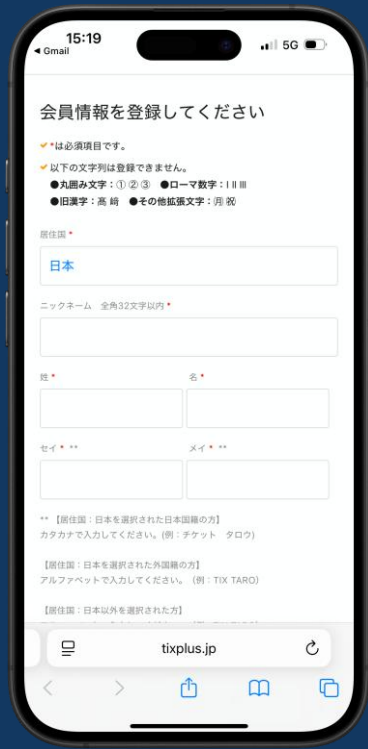 15:19
◀ Gmail
5G
会員情報を登録してください
✔ *は必須項目です。
✔ 以下の文字列は登録できません。
●丸囲み文字：① ② ③ ●ローマ数字：Ⅰ Ⅱ Ⅲ
●旧漢字：髙 﨑 ●その他拡張文字：㈪ ㈷
居住国 *
日本
ニックネーム 全角32文字以内 *
姓 * 名 *
セイ * ** メイ * **
** 【居住国：日本を選択された日本国籍の方】
カタカナで入力してください。(例：チケット タロウ)
【居住国：日本を選択された外国籍の方】
アルファベットで入力してください。（例：TIX TARO）
【居住国：日本以外を選択された方】
tixplus.jp